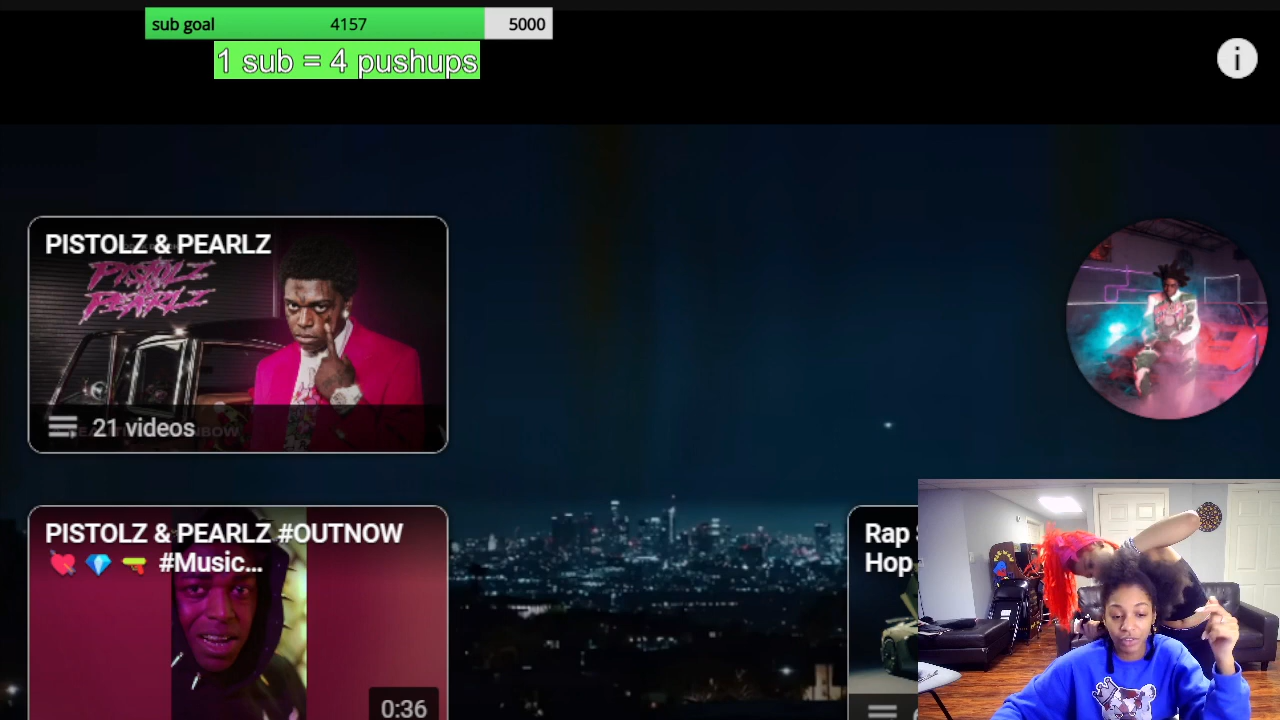 sub goal 4157 5000
1 sub = 4 pushups
i
PISTOLZ & PEARLZ
PISTOLZ
PEARLZ
21 videos
PISTOLZ & PEARLZ #OUTNOW
💘 💎 🔫 #Music...
0:36
Rap
Hop